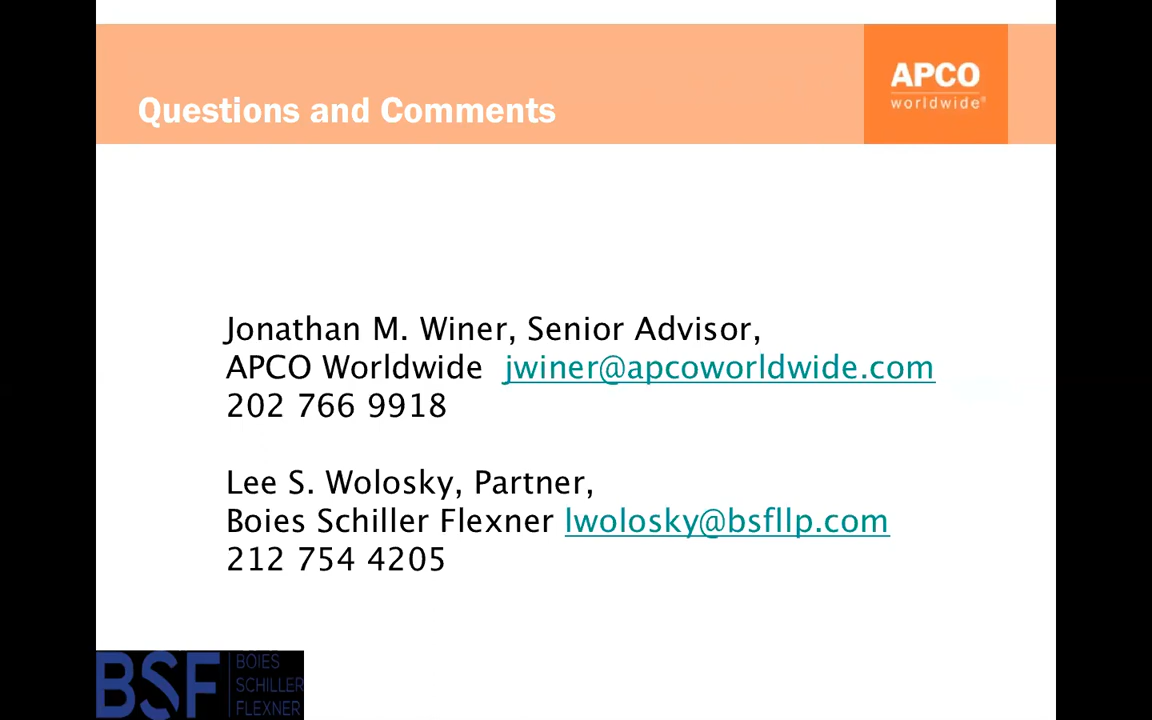 Questions and Comments
APCO
worldwide®
Jonathan M. Winer, Senior Advisor,
APCO Worldwide jwiner@apcoworldwide.com
202 766 9918
Lee S. Wolosky, Partner,
Boies Schiller Flexner lwolosky@bsfllp.com
212 754 4205
BSF
BOIES
SCHILLER
FLEXNER